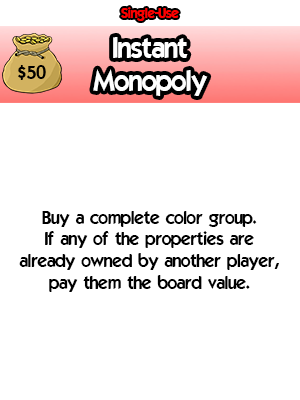 Single-Use
$50
Instant
Monopoly
Buy a complete color group.
If any of the properties are
already owned by another player,
pay them the board value.